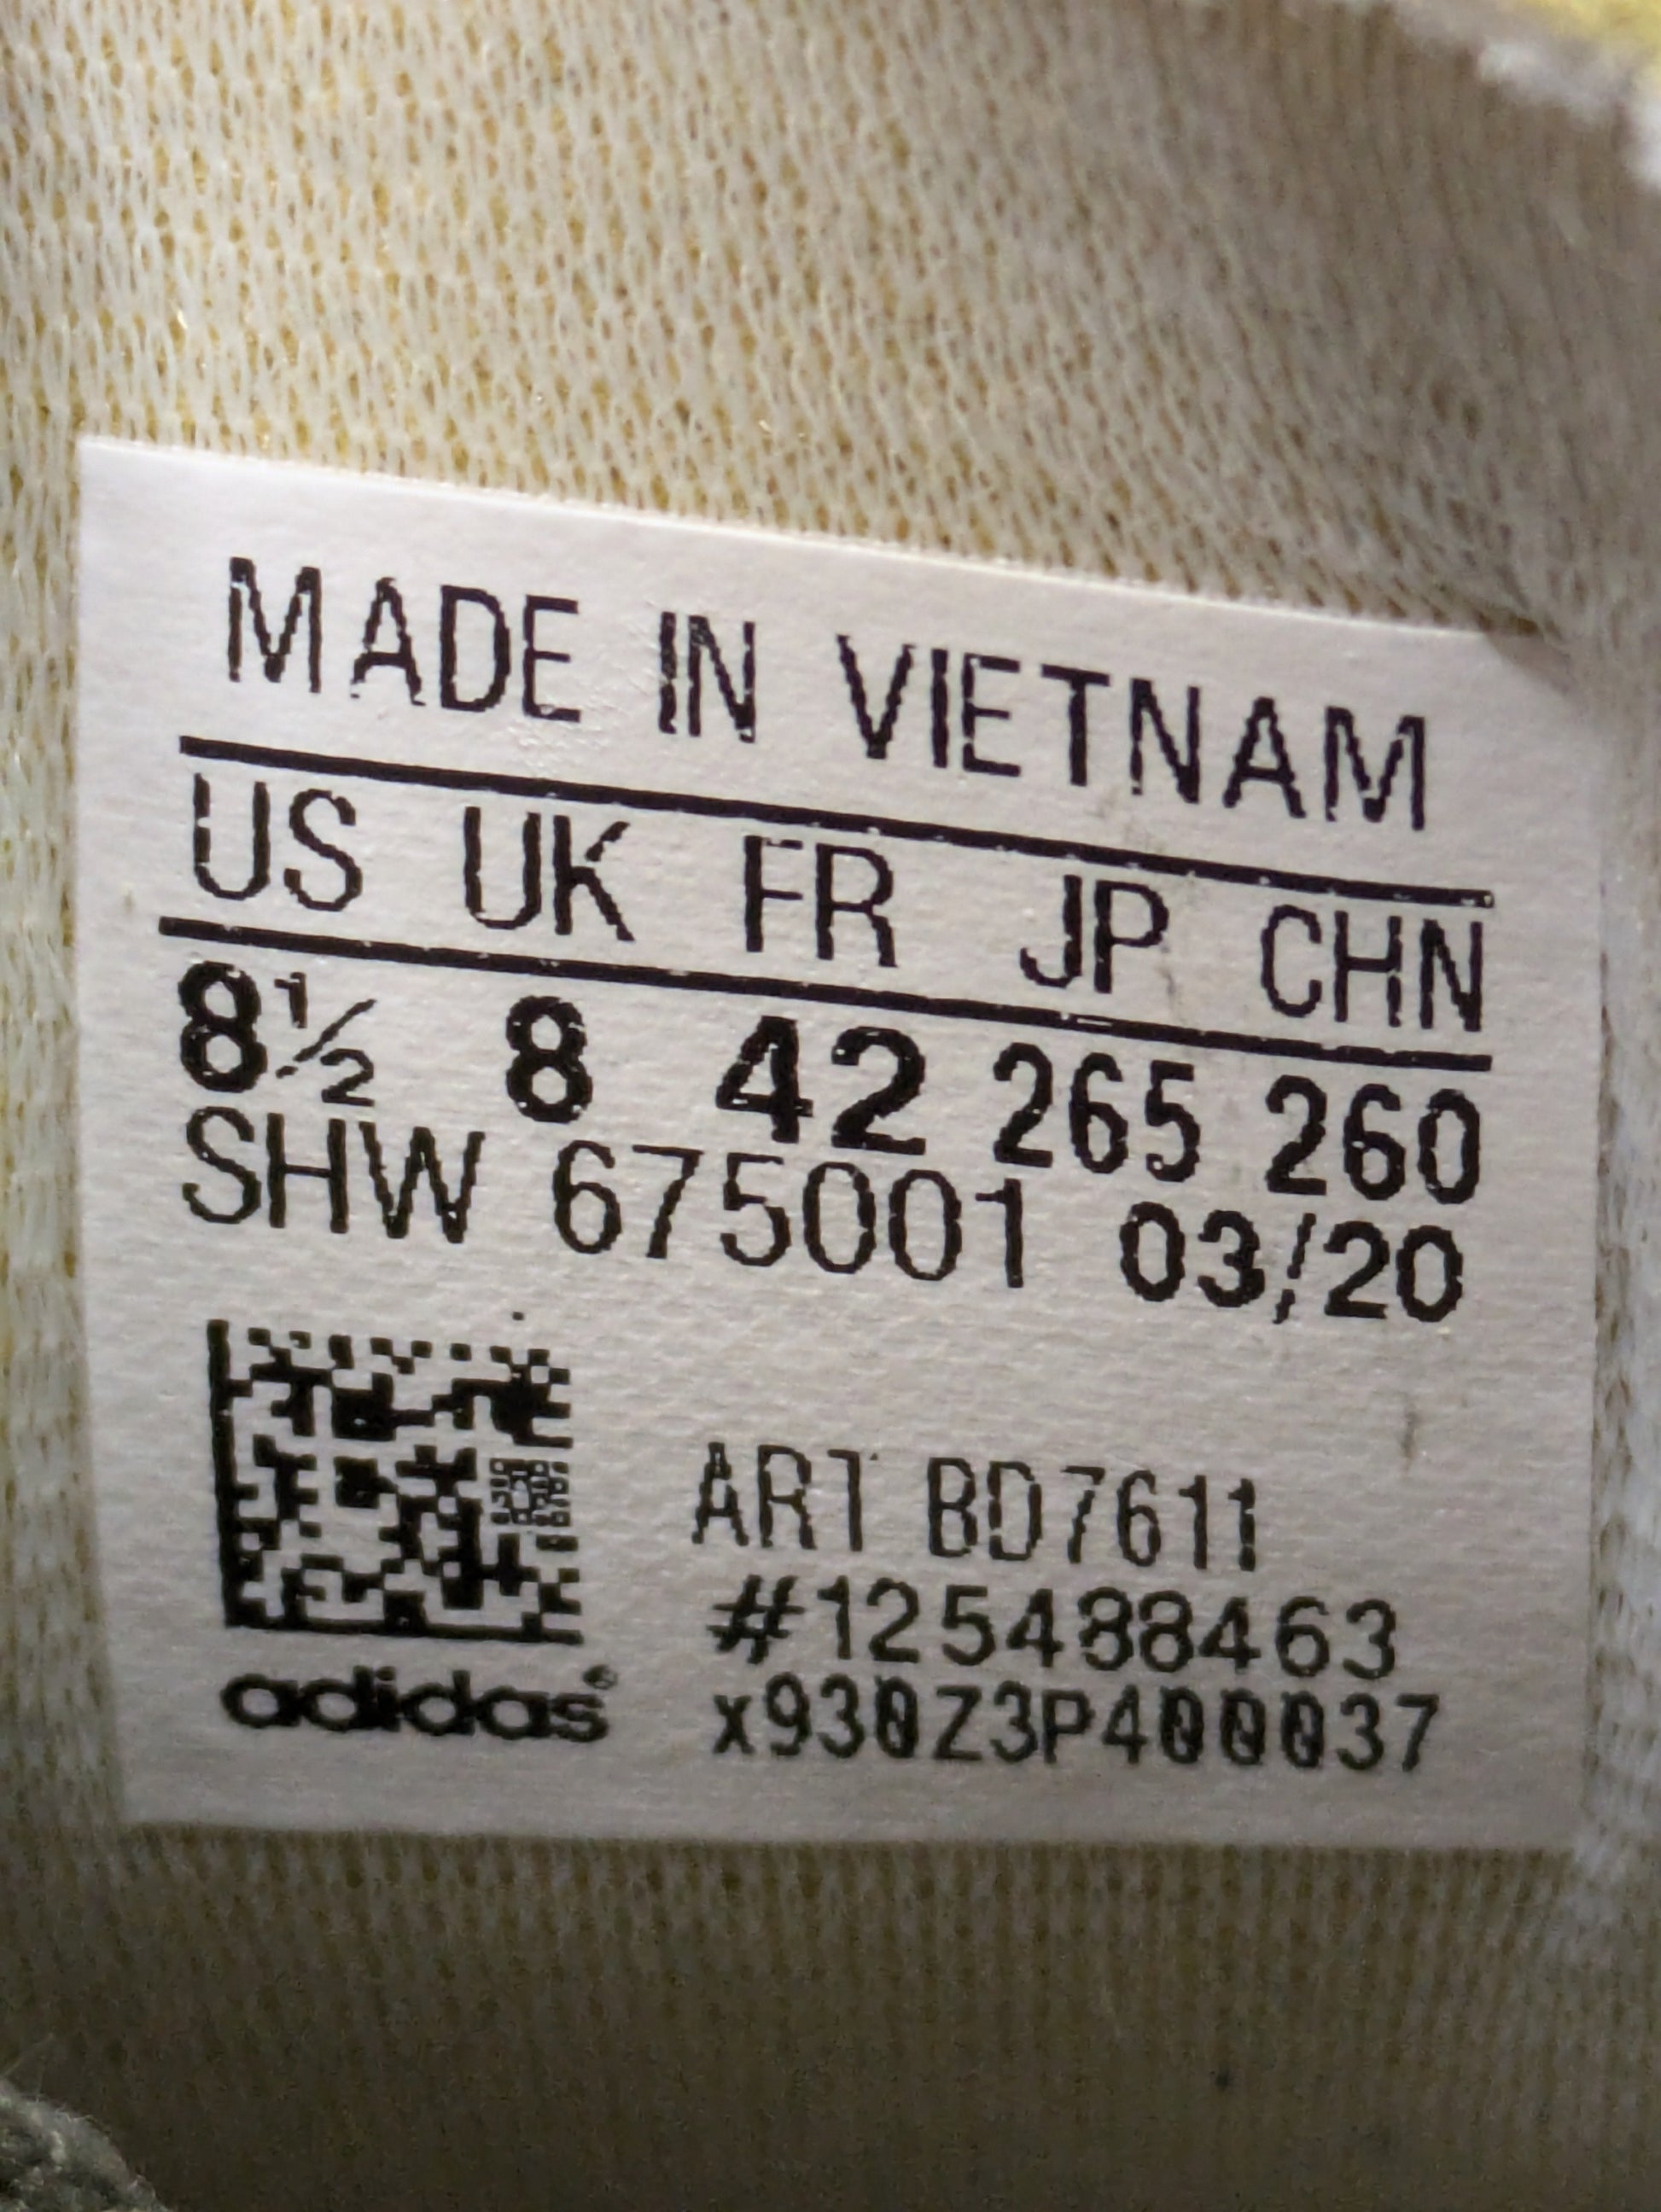 MADE IN VIETNAM
US UK FR JP CHN
8½ 8 42 265 260
SHW 675001 03/20
ART BD7611
#125488463
x930Z3P400037
adidas®